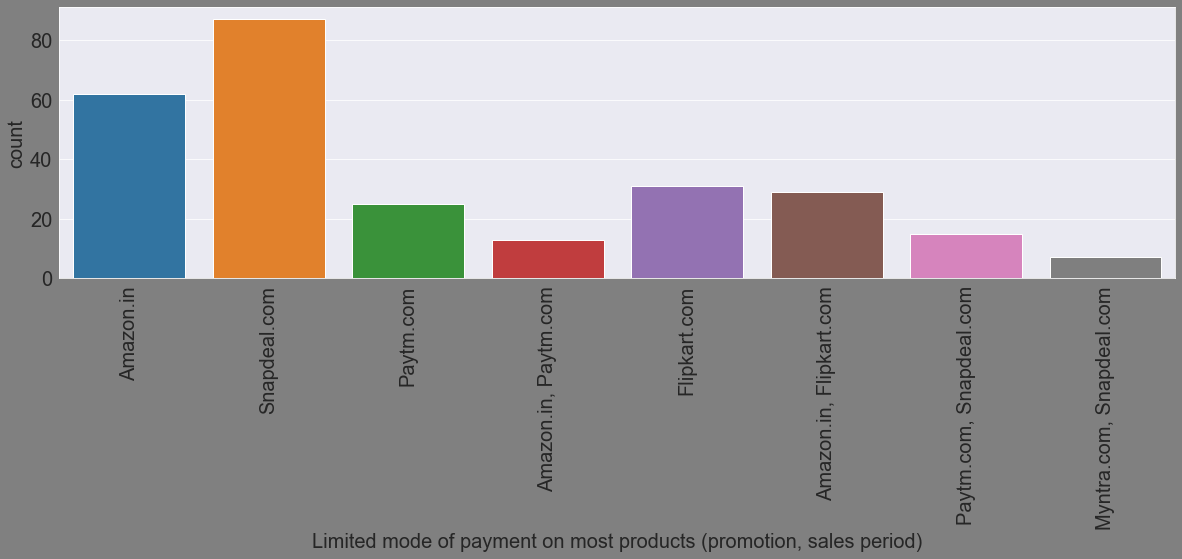 80
60
40
20
0
count
Amazon.in
Snapdeal.com
Paytm.com
Amazon.in, Paytm.com
Flipkart.com
Amazon.in, Flipkart.com
Paytm.com, Snapdeal.com
Myntra.com, Snapdeal.com
Limited mode of payment on most products (promotion, sales period)